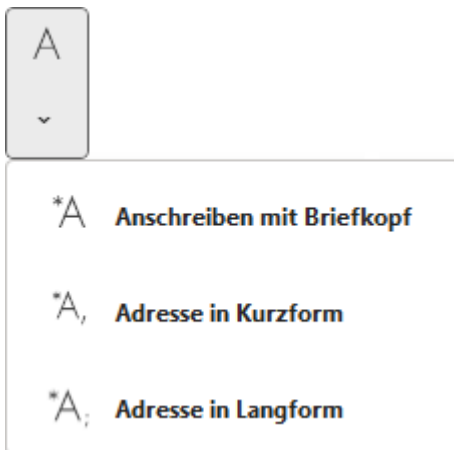 A
*A Anschreiben mit Briefkopf
*A, Adresse in Kurzform
*A; Adresse in Langform